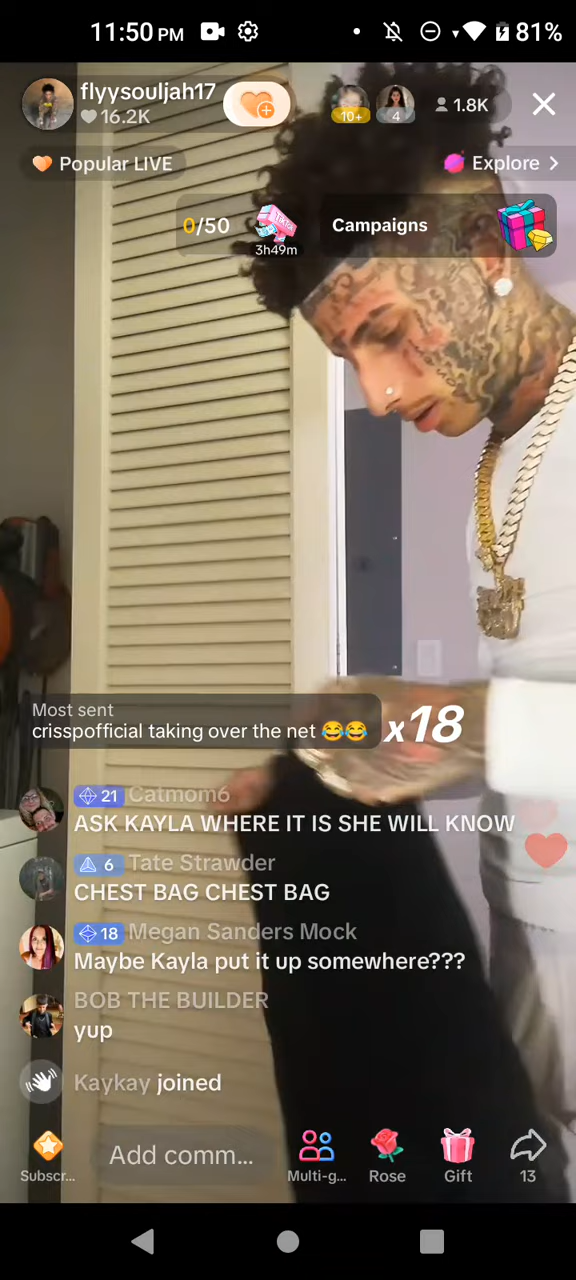 11:50 PM
81%
flyysouljah17
16.2K
10+
4
1.8K
Popular LIVE
Explore >
0/50
3h49m
Campaigns
Most sent
crisspofficial taking over the net 😂😂
x18
21 Catmom6
ASK KAYLA WHERE IT IS SHE WILL KNOW
6 Tate Strawder
CHEST BAG CHEST BAG
18 Megan Sanders Mock
Maybe Kayla put it up somewhere???
BOB THE BUILDER
yup
Kaykay joined
Add comm...
Subscr...
Multi-g...
Rose
Gift
13